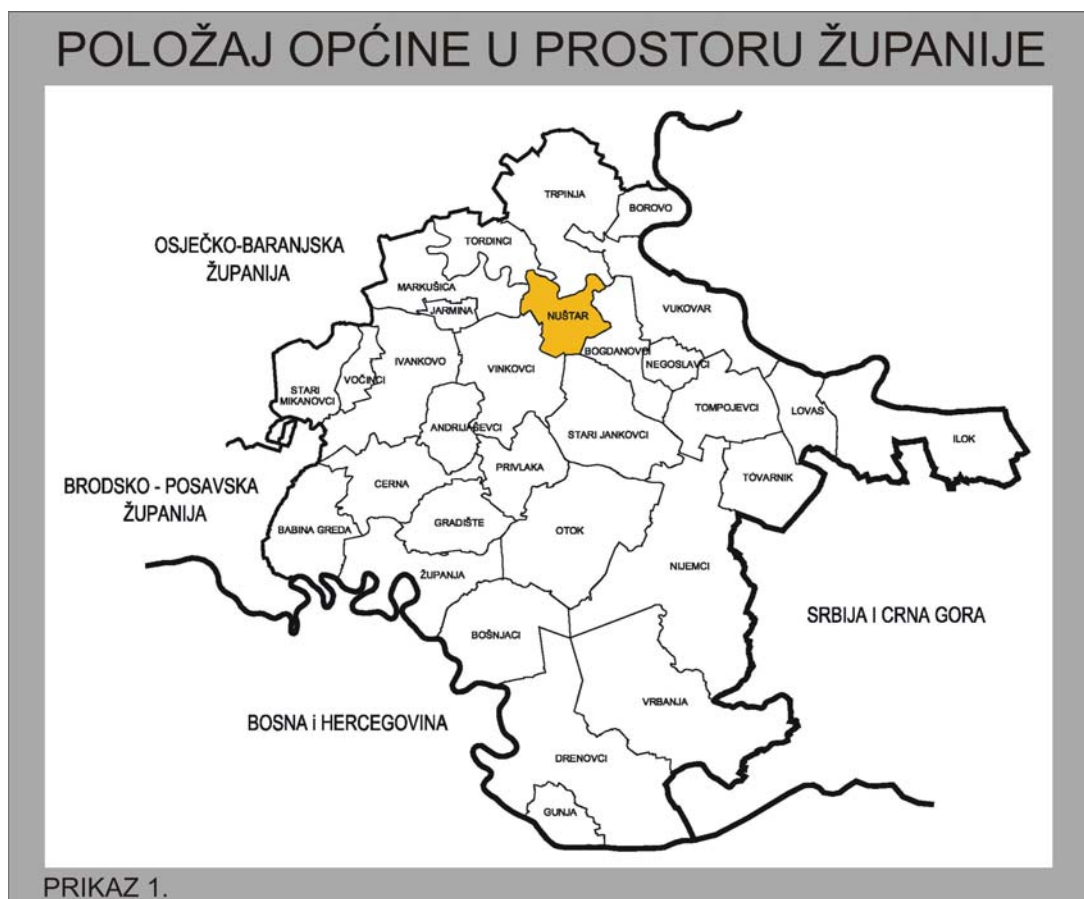 POLOŽAJ OPĆINE U PROSTORU ŽUPANIJE
TRPINJA
BOROVO
OSJEČKO-BARANJSKA
ŽUPANIJA
TORDINCI
MARKUŠICA
JARMINA
NUŠTAR
VUKOVAR
BOGDANOVCI
NEGOSLAVCI
IVANKOVO
VOĐINCI
VINKOVCI
STARI
MIKANOVCI
TOMPOJEVCI
LOVAS
ILOK
ANDRIJAŠEVCI
STARI JANKOVCI
PRIVLAKA
TOVARNIK
BRODSKO - POSAVSKA
ŽUPANIJA
CERNA
GRADIŠTE
BABINA GREDA
OTOK
NIJEMCI
ŽUPANJA
SRBIJA I CRNA GORA
BOŠNJACI
VRBANJA
BOSNA i HERCEGOVINA
DRENOVCI
GUNJA
PRIKAZ 1.